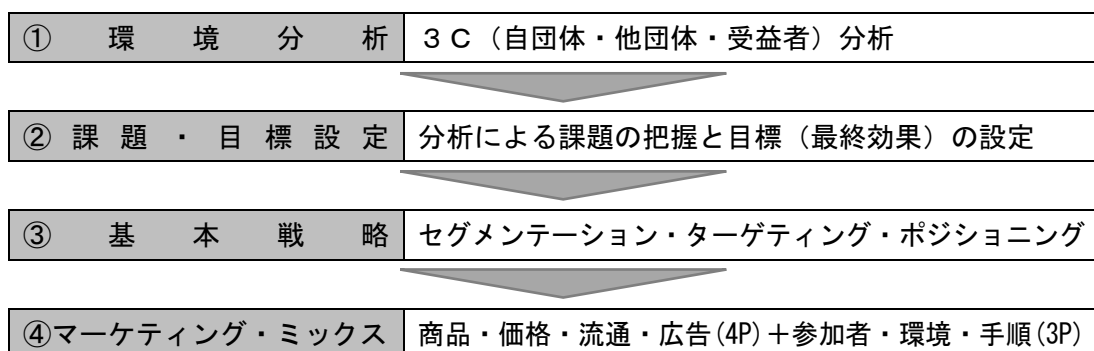 ① 環境分析 3C（自団体・他団体・受益者）分析
② 課題・目標設定 分析による課題の把握と目標（最終効果）の設定
③ 基本戦略 セグメンテーション・ターゲティング・ポジショニング
④マーケティング・ミックス 商品・価格・流通・広告(4P)＋参加者・環境・手順(3P)